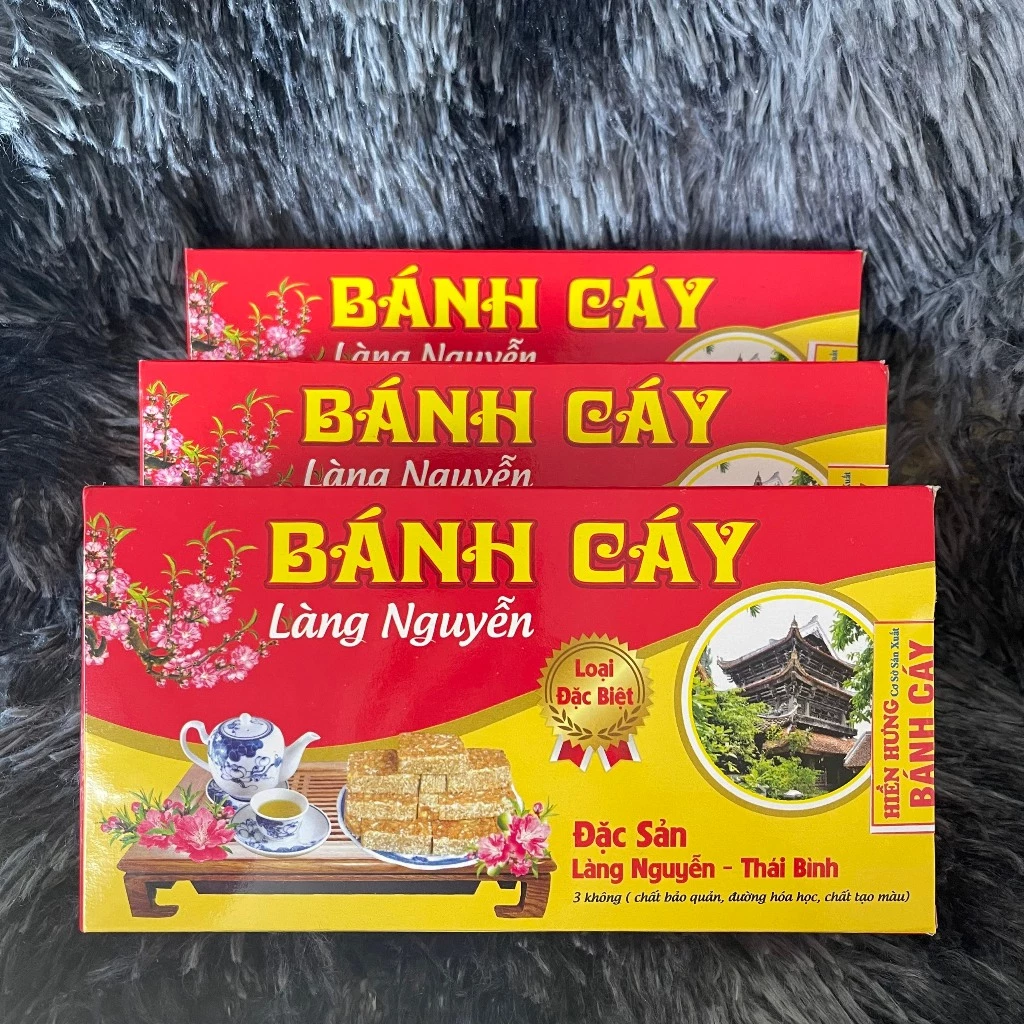 BÁNH CÁY
Làng Nguyễn
BÁNH CÁY
Làng Nguyễn
Xuất
BÁNH CÁY
Làng Nguyễn
Loại
Đặc Biệt
HIỀN HƯNG Cơ Sở Sản Xuất
BÁNH CÁY
Đặc Sản
Làng Nguyễn - Thái Bình
3 không ( chất bảo quản, đường hóa học, chất tạo màu)